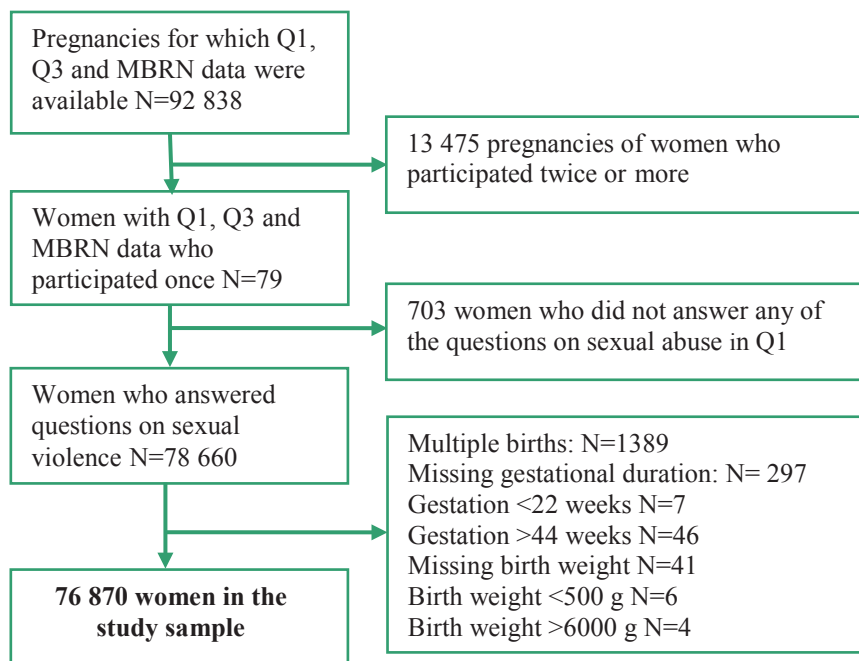 Pregnancies for which Q1,
Q3 and MBRN data were
available N=92 838
13 475 pregnancies of women who
participated twice or more
Women with Q1, Q3 and
MBRN data who
participated once N=79
703 women who did not answer any of
the questions on sexual abuse in Q1
Women who answered
questions on sexual
violence N=78 660
Multiple births: N=1389
Missing gestational duration: N= 297
Gestation <22 weeks N=7
Gestation >44 weeks N=46
Missing birth weight N=41
Birth weight <500 g N=6
Birth weight >6000 g N=4
76 870 women in the
study sample